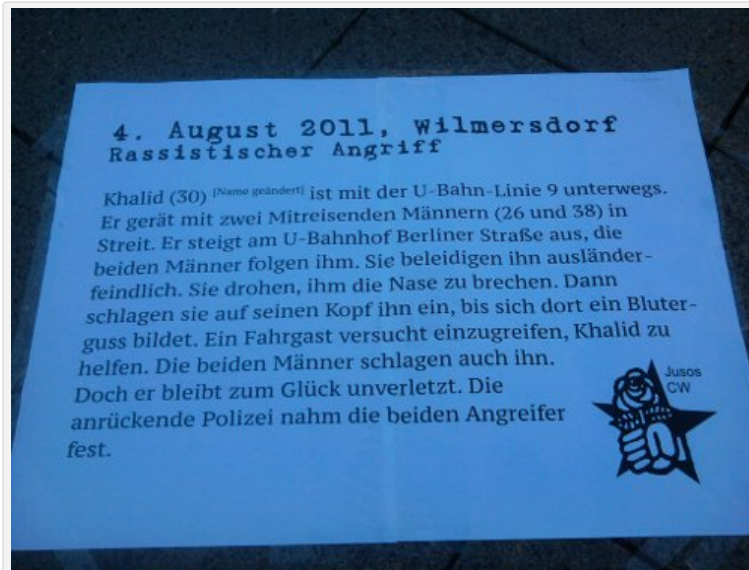 4. August 2011, Wilmersdorf
Rassistischer Angriff
Khalid (30) [Name geändert] ist mit der U-Bahn-Linie 9 unterwegs.
Er gerät mit zwei Mitreisenden Männern (26 und 38) in
Streit. Er steigt am U-Bahnhof Berliner Straße aus, die
beiden Männer folgen ihm. Sie beleidigen ihn ausländer-
feindlich. Sie drohen, ihm die Nase zu brechen. Dann
schlagen sie auf seinen Kopf ihn ein, bis sich dort ein Bluter-
guss bildet. Ein Fahrgast versucht einzugreifen, Khalid zu
helfen. Die beiden Männer schlagen auch ihn.
Doch er bleibt zum Glück unverletzt. Die
anrückende Polizei nahm die beiden Angreifer
fest.
Jusos
CW